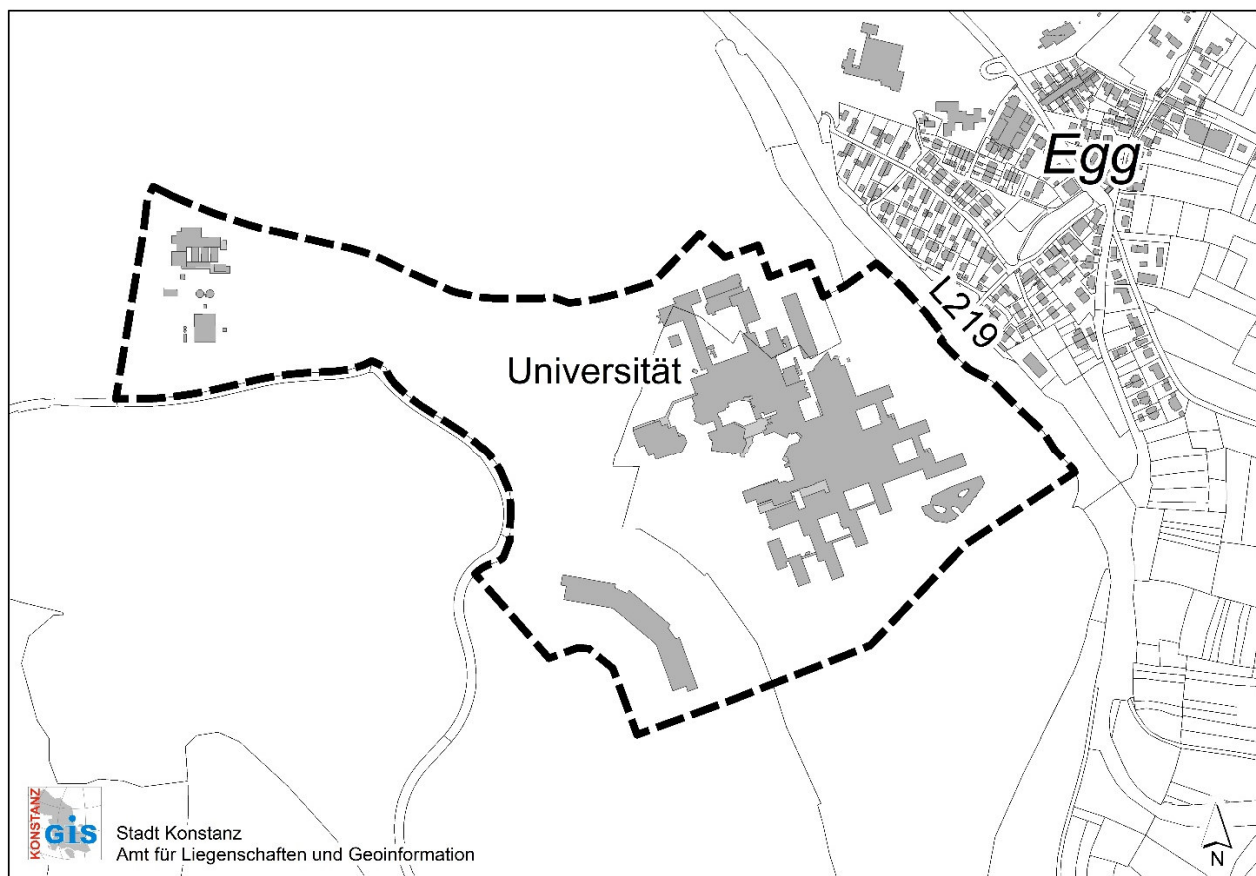 Egg
L219
Universität
KONSTANZ
GiS
Stadt Konstanz
Amt für Liegenschaften und Geoinformation
N